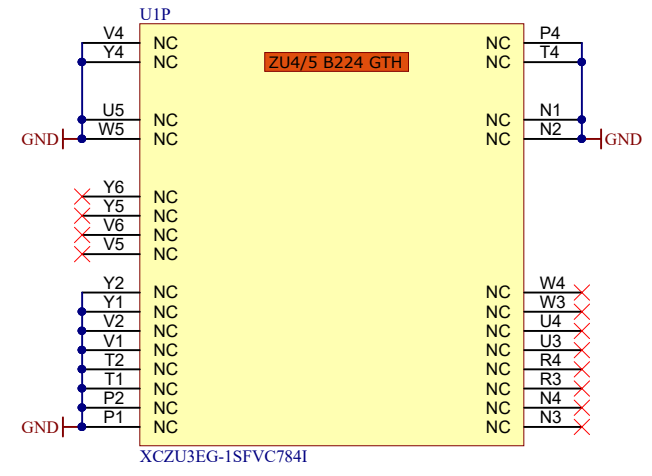 U1P
V4 NC NC P4
Y4 NC ZU4/5 B224 GTH NC T4
U5 NC NC N1
GND W5 NC NC N2 GND
Y6 NC
Y5 NC
V6 NC
V5 NC
Y2 NC NC W4
Y1 NC NC W3
V2 NC NC U4
V1 NC NC U3
T2 NC NC R4
T1 NC NC R3
P2 NC NC N4
GND P1 NC NC N3
XCZU3EG-1SFVC784I